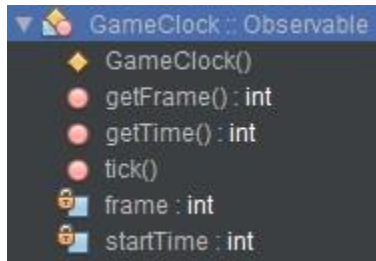 GameClock :: Observable
GameClock()
getFrame() : int
getTime() : int
tick()
frame : int
startTime : int